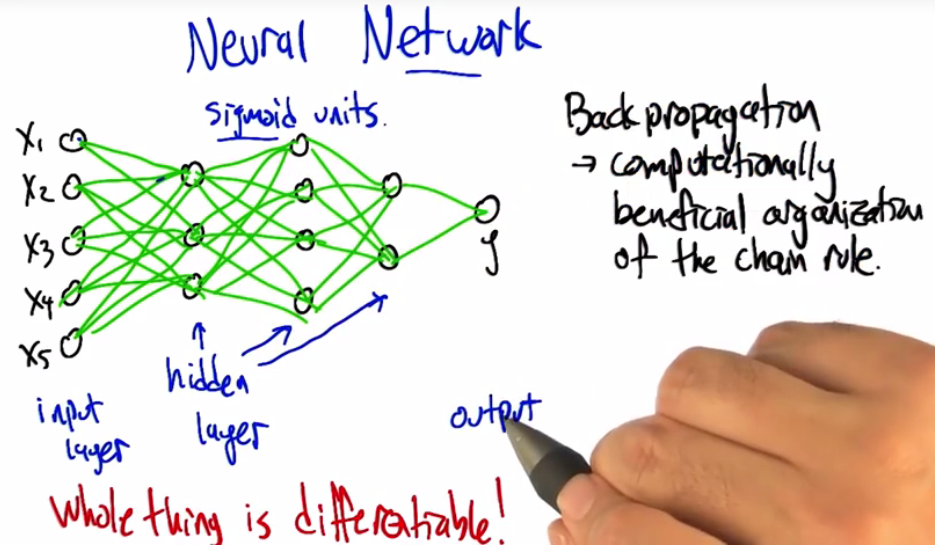 Neural Network
sigmoid units.
X1
X2
X3
X4
X5
y
input
layer
hidden
layer
output
Back propagation
→ computationally
beneficial organization
of the chain rule.
whole thing is differentiable!